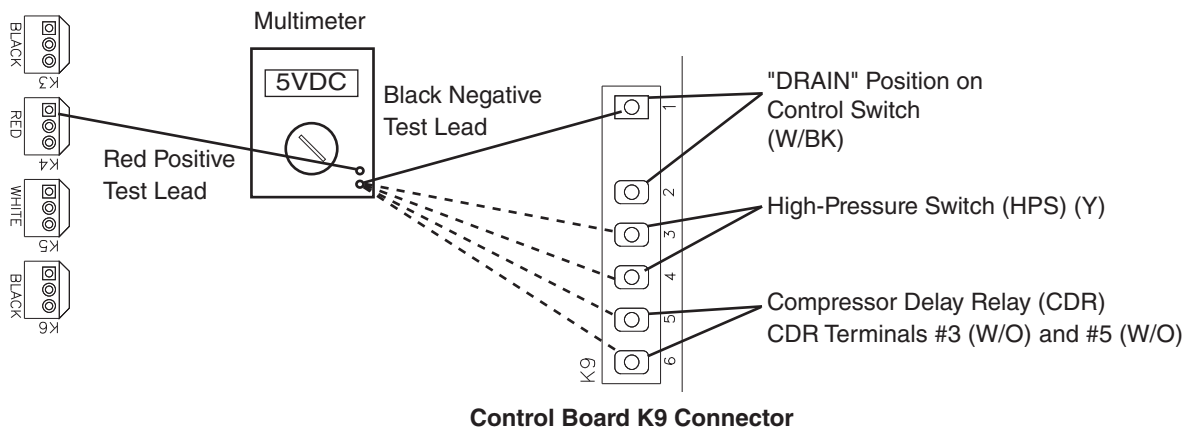 Multimeter
5VDC
BLACK
K3
RED
K4
WHITE
K5
BLACK
K6
Red Positive
Test Lead
Black Negative
Test Lead
1
2
3
4
5
6
K9
"DRAIN" Position on
Control Switch
(W/BK)
High-Pressure Switch (HPS) (Y)
Compressor Delay Relay (CDR)
CDR Terminals #3 (W/O) and #5 (W/O)
Control Board K9 Connector